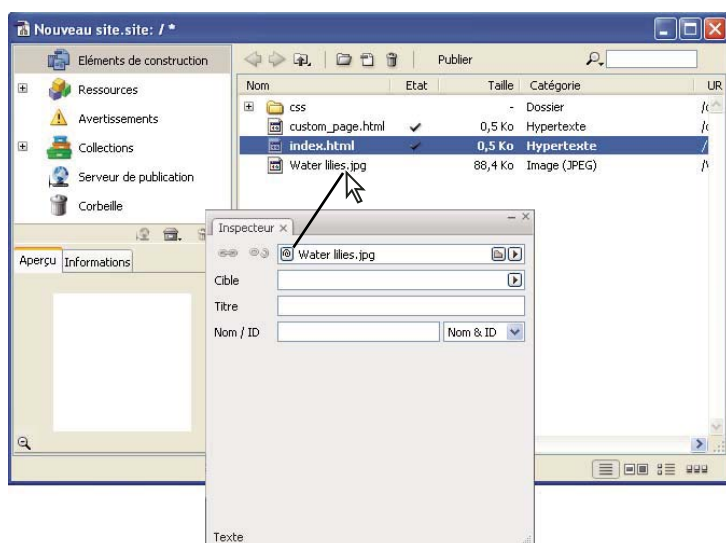 Nouveau site.site: / *
Eléments de construction
Publier
Ressources
Avertissements
Collections
Serveur de publication
Corbeille
Nom Etat Taille Catégorie UR
css - Dossier
custom_page.html 0,5 Ko Hypertexte
index.html 0,5 Ko Hypertexte /
Water lilies.jpg 88,4 Ko Image (JPEG)
Aperçu Informations
Inspecteur
Water lilies.jpg
Cible
Titre
Nom / ID Nom & ID
Texte